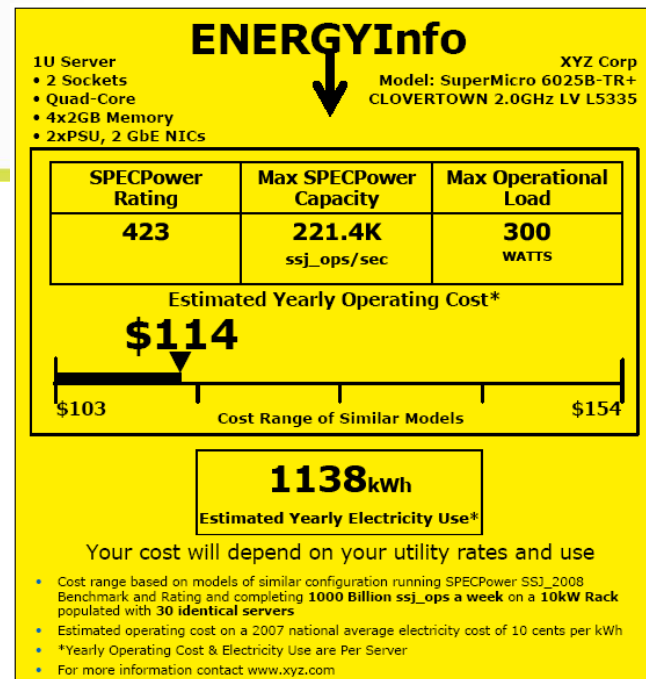 ENERGYInfo
1U Server
• 2 Sockets
• Quad-Core
• 4x2GB Memory
• 2xPSU, 2 GbE NICs
XYZ Corp
Model: SuperMicro 6025B-TR+
CLOVERTOWN 2.0GHz LV L5335
SPECPower
Rating
423
Max SPECPower
Capacity
221.4K
ssj_ops/sec
Max Operational
Load
300
WATTS
Estimated Yearly Operating Cost*
$114
$103
Cost Range of Similar Models
$154
1138kWh
Estimated Yearly Electricity Use*
Your cost will depend on your utility rates and use
• Cost range based on models of similar configuration running SPECPower SSJ_2008
Benchmark and Rating and completing 1000 Billion ssj_ops a week on a 10kW Rack
populated with 30 identical servers
• Estimated operating cost on a 2007 national average electricity cost of 10 cents per kWh
• *Yearly Operating Cost & Electricity Use are Per Server
• For more information contact www.xyz.com